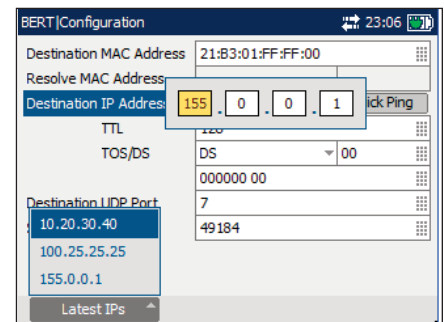 BERT|Configuration 23:06
Destination MAC Address 21:B3:01:FF:FF:00
Resolve MAC Address
Destination IP Address 155 . 0 . 0 . 1 ick Ping
TTL 128
TOS/DS DS 00
000000 00
Destination UDP Port 7
49184
10.20.30.40
100.25.25.25
155.0.0.1
Latest IPs